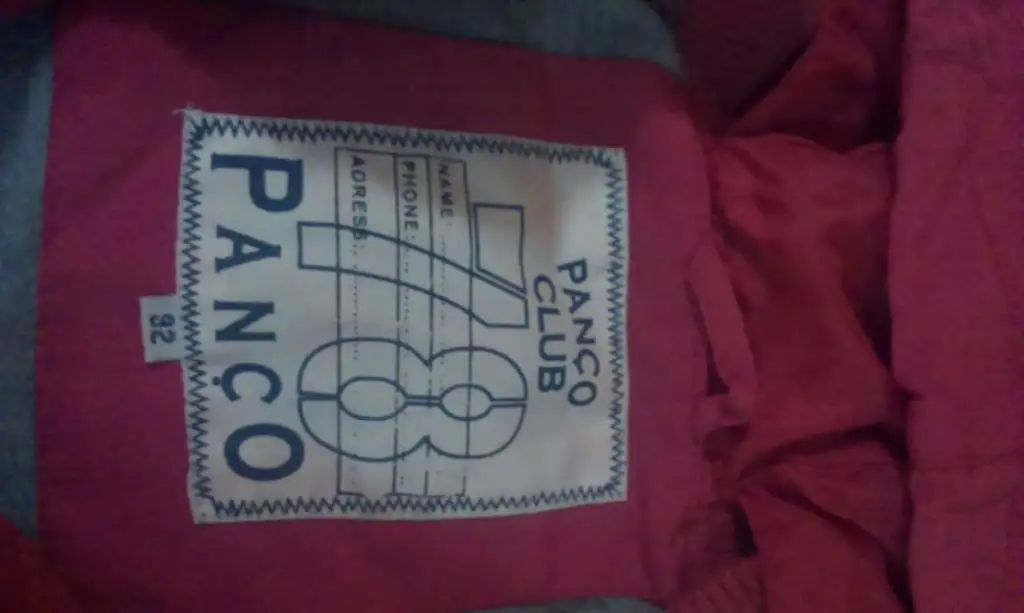 PANÇO
CLUB
78
NAME:
PHONE:
ADRESS:
PANÇO
92